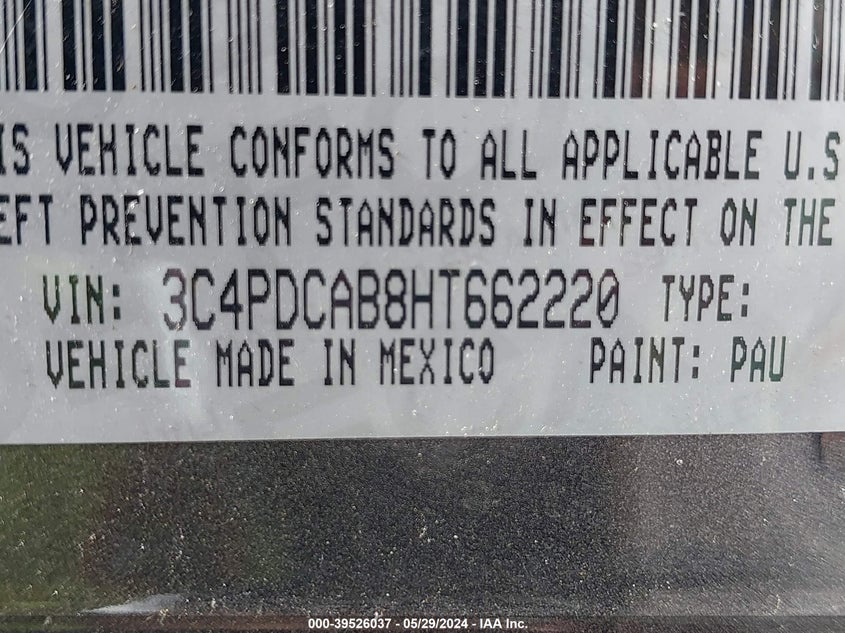 IS VEHICLE CONFORMS TO ALL APPLICABLE U.S
EFT PREVENTION STANDARDS IN EFFECT ON THE
VIN: 3C4PDCAB8HT662220 TYPE:
VEHICLE MADE IN MEXICO PAINT: PAU
000-39526037 / 05/29/2024 - IAA Inc.